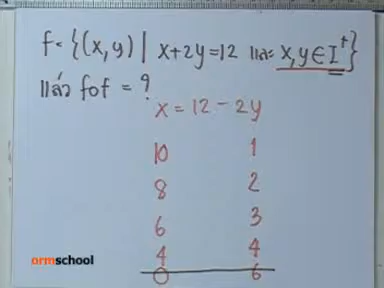 f = {(x,y) | x+2y=12 และ x,y ∈ I⁺}
แล้ว fof = ?
x = 12 - 2y
10 1
8 2
6 3
4 4
0 6
ormschool